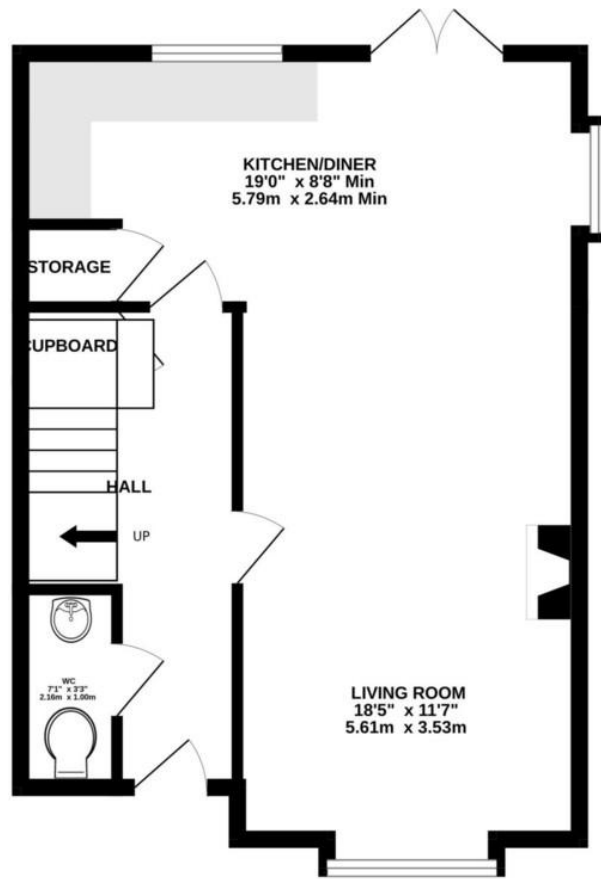 KITCHEN/DINER
19'0" x 8'8" Min
5.79m x 2.64m Min
STORAGE
CUPBOARD
HALL
UP
WC
7'1" x 3'3"
2.16m x 1.00m
LIVING ROOM
18'5" x 11'7"
5.61m x 3.53m